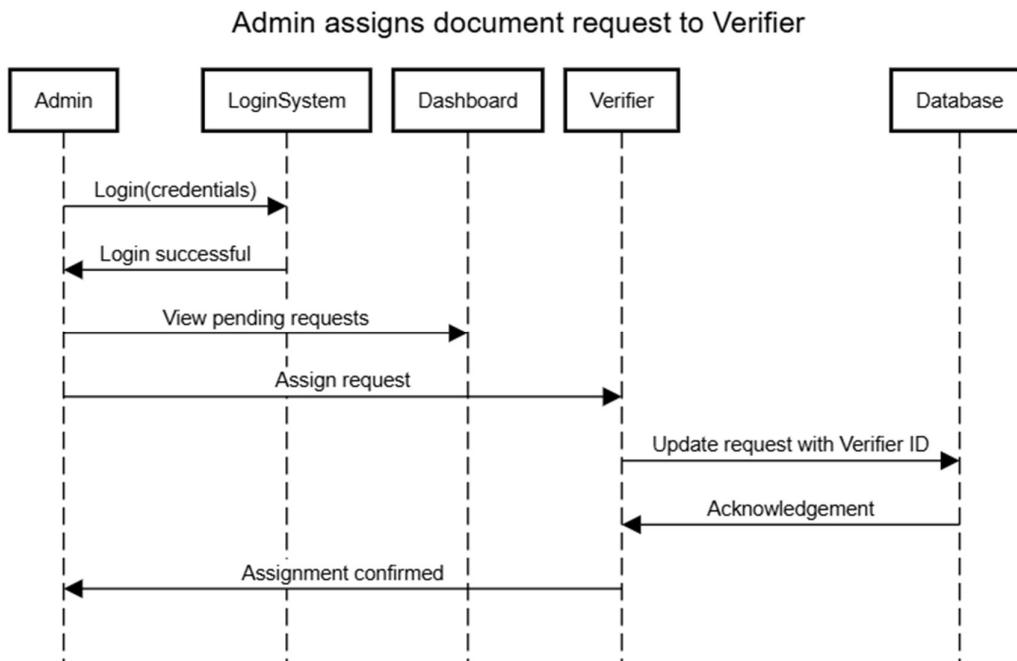 Admin assigns document request to Verifier
Admin
LoginSystem
Dashboard
Verifier
Database
Login(credentials)
Login successful
View pending requests
Assign request
Update request with Verifier ID
Acknowledgement
Assignment confirmed